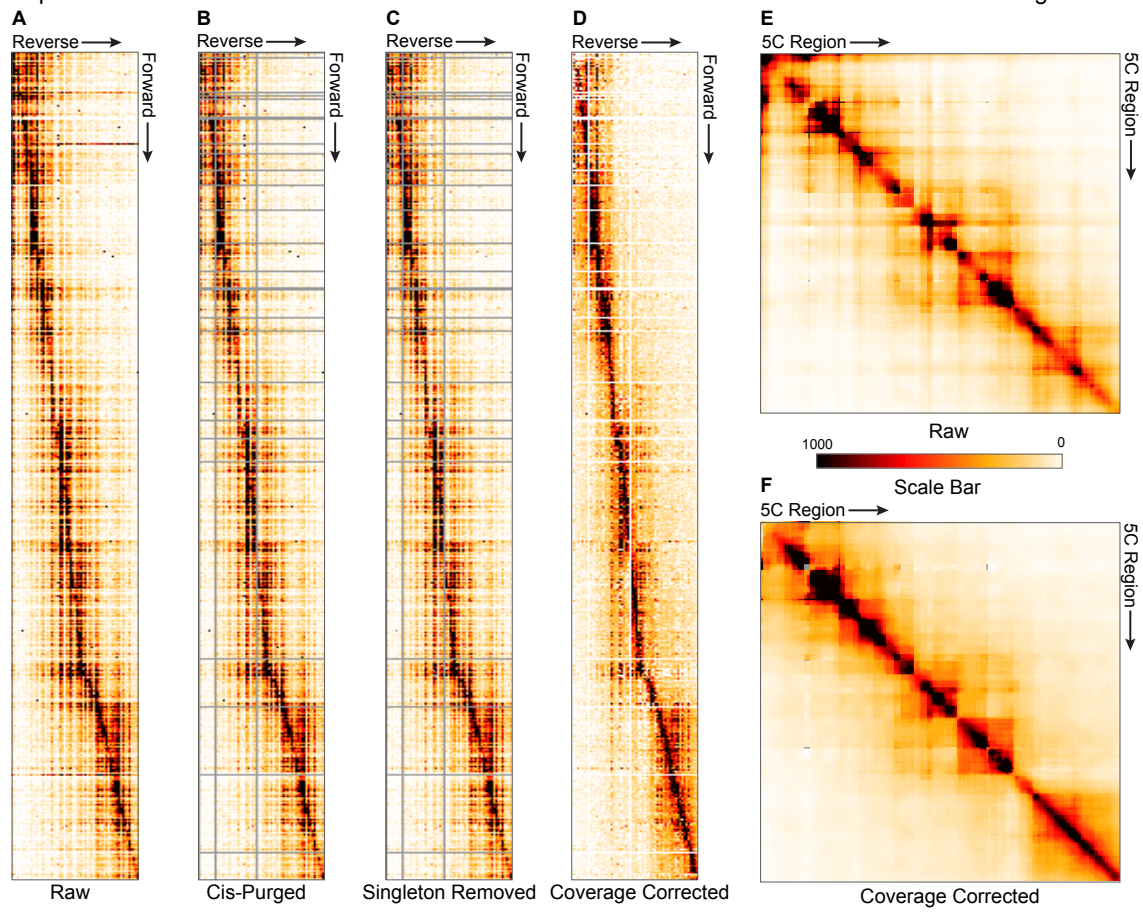 A
Reverse
Forward
Raw
B
Reverse
Forward
Cis-Purged
C
Reverse
Forward
Singleton Removed
D
Reverse
Forward
Coverage Corrected
E
5C Region
5C Region
Raw
1000
0
Scale Bar
F
5C Region
5C Region
Coverage Corrected